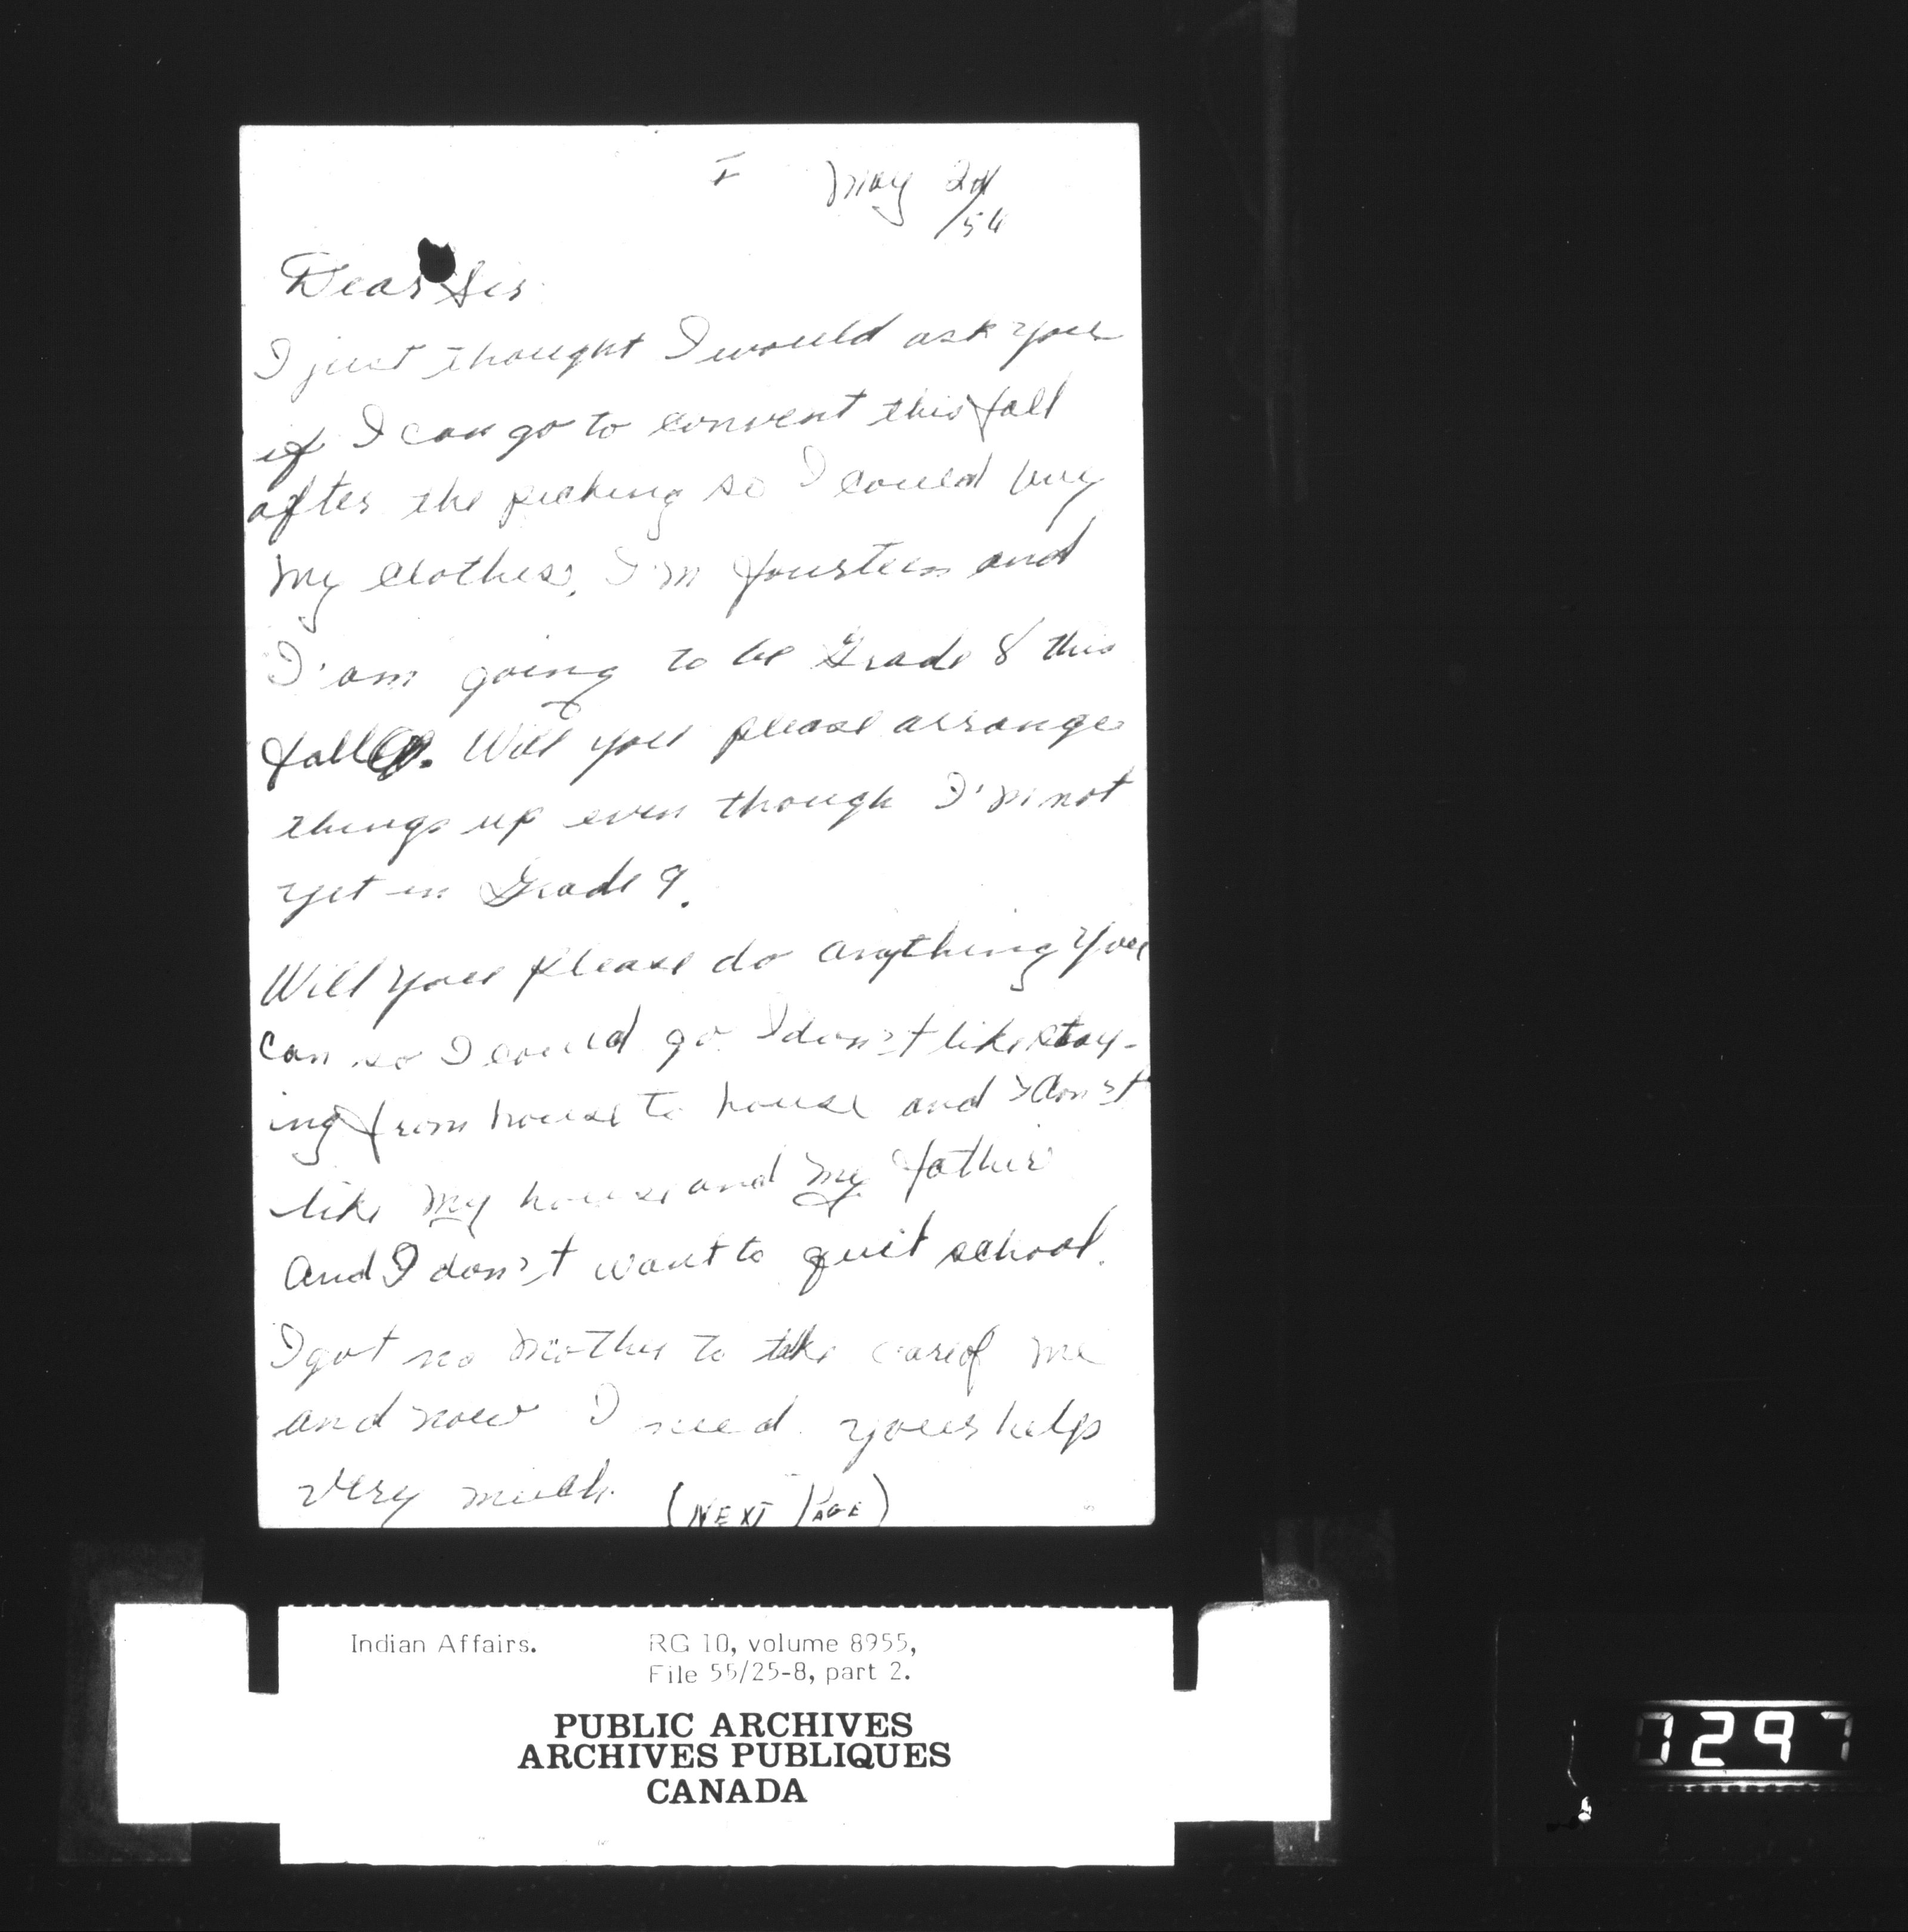 I May 24
/54
Dear Sir
I just thought I would ask you
if I can go to convent this fall
after the picking so I could buy
my clothes. I'm fourteen and
I'am going to be Grade 8 this
fall. Will you please arrange
things up even though I'm not
yet in Grade 9.
Will you please do anything you
can so I could go. I don't like stay-
ing from house to house and I don't
like my house and my father
And I don't want to quit school.
I got no mother to take care of me
and now I need your help
very much.
(NEXT PAGE)
Indian Affairs. RG 10, volume 8955,
File 55/25-8, part 2.
PUBLIC ARCHIVES
ARCHIVES PUBLIQUES
CANADA
7297